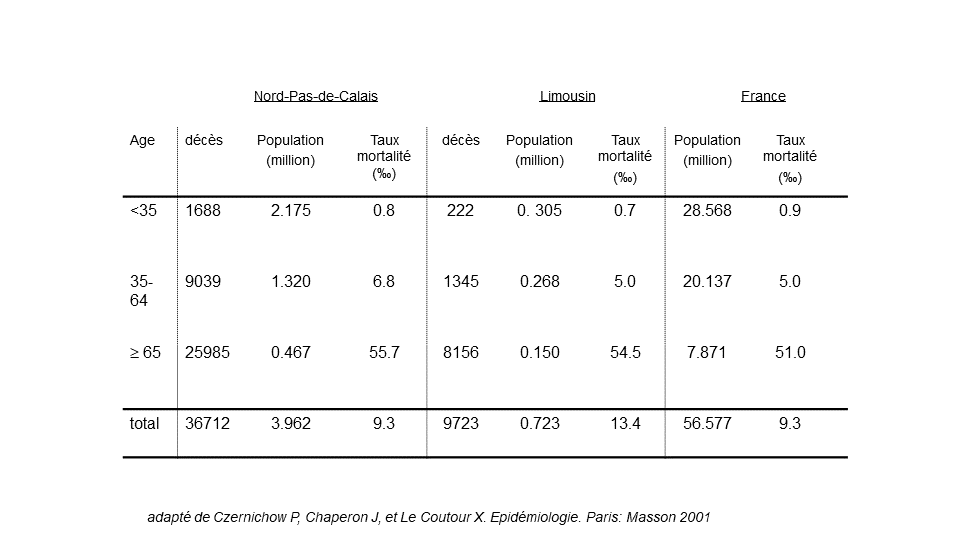 Nord-Pas-de-Calais Limousin France
Age décès Population Taux décès Population Taux Population Taux
(million) mortalité (million) mortalité (million) mortalité
(‰) (‰) (‰)
<35 1688 2.175 0.8 222 0. 305 0.7 28.568 0.9
35- 9039 1.320 6.8 1345 0.268 5.0 20.137 5.0
64
≥ 65 25985 0.467 55.7 8156 0.150 54.5 7.871 51.0
total 36712 3.962 9.3 9723 0.723 13.4 56.577 9.3
adapté de Czernichow P, Chaperon J, et Le Coutour X. Epidémiologie. Paris: Masson 2001